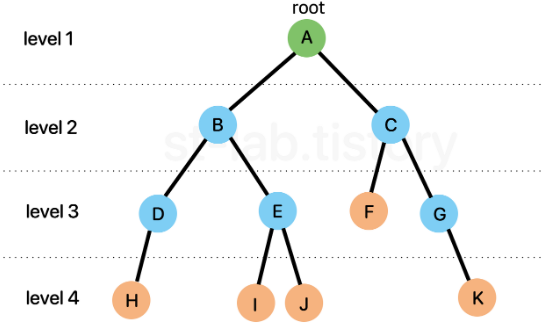 root
level 1
A
level 2
B
C
st-lab.tistory
level 3
D
E
F
G
level 4
H
I
J
K